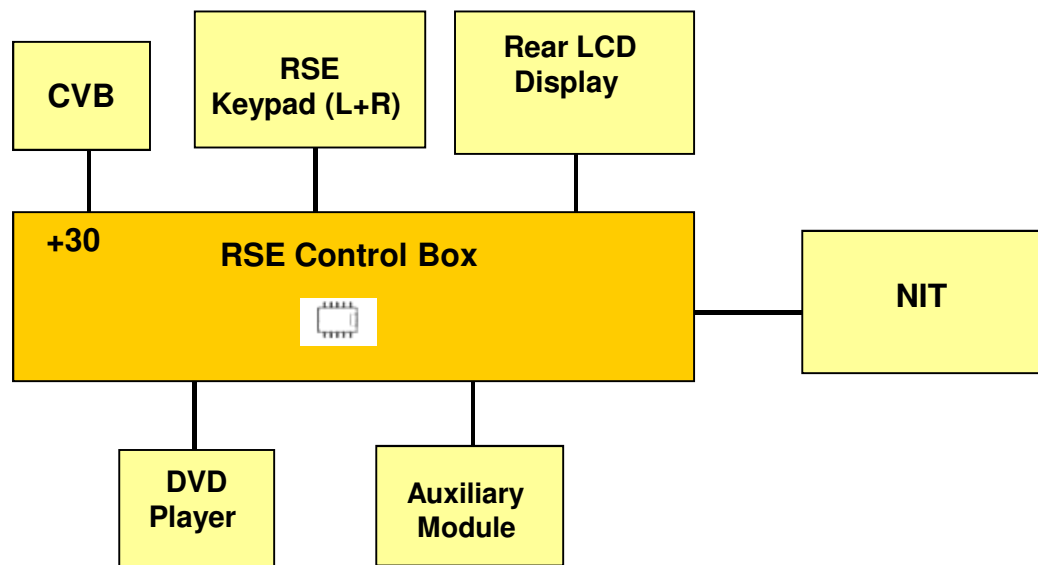 CVB
RSE
Keypad (L+R)
Rear LCD
Display
+30
RSE Control Box
NIT
DVD
Player
Auxiliary
Module